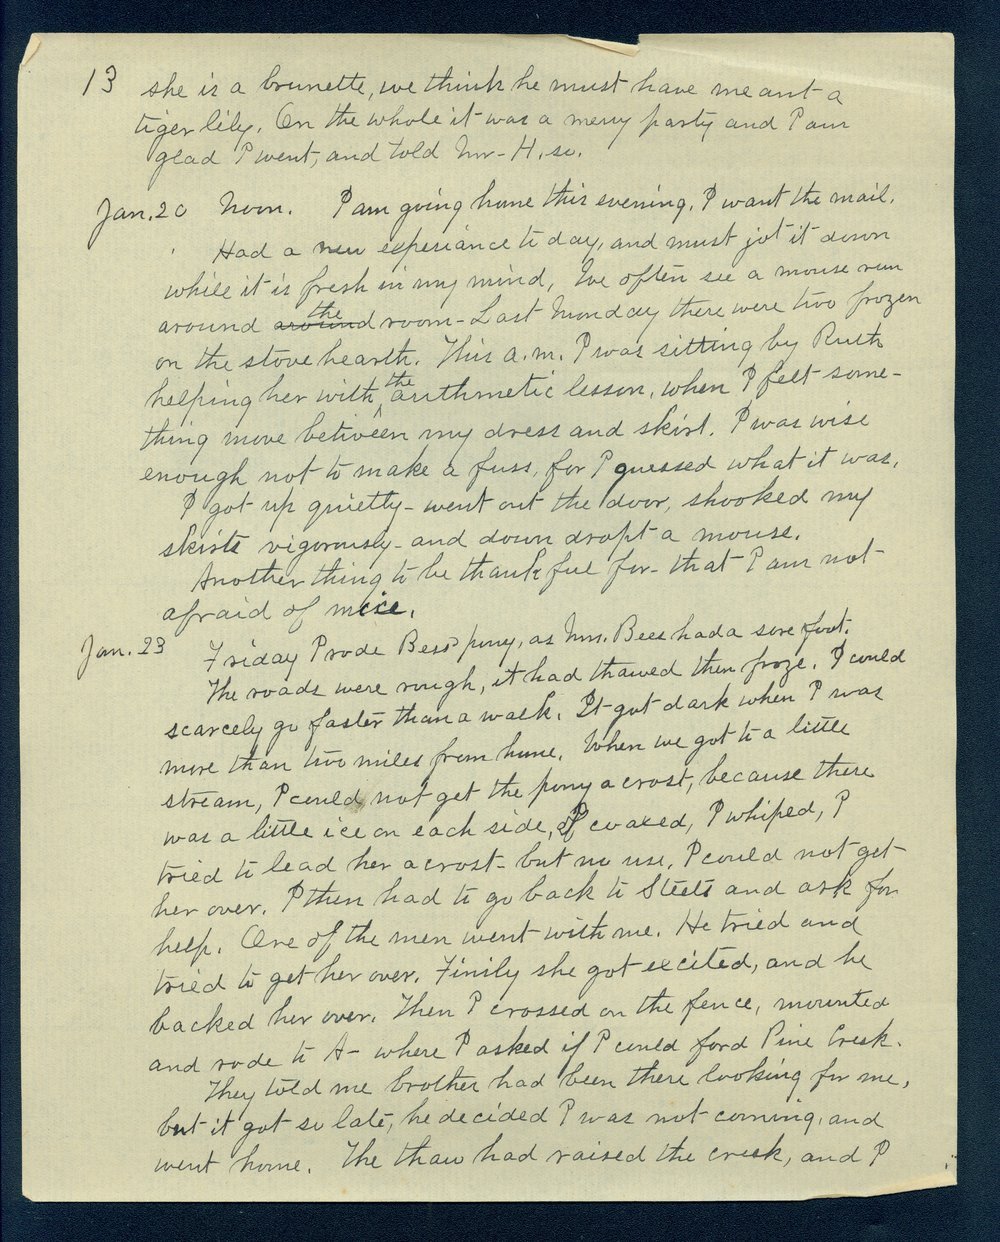 13 she is a brunette, we think he must have meant a
tiger lily. On the whole it was a merry party and I am
glad I went, and told Mr. H. so.
Jan. 20 Noon. I am going home this evening. I want the mail.
Had a new experiance to day, and must jot it down
while it is fresh in my mind, Ive often see a mouse run
around around the room - Last Monday there were two frozen
on the stove hearth. This a.m. I was sitting by Ruth
helping her with the arithmetic lesson, when I felt some-
thing move between my dress and skirt. I was wise
enough not to make a fuss, for I guessed what it was.
I got up quietly - went out the door, shooked my
skirts vigorously - and down dropt a mouse.
Another thing to be thankful for - that I am not
afraid of mice.
Jan. 23 Friday I rode Bess pony, as Mrs. Bees had a sore foot.
The roads were rough, it had thawed then froze. I could
scarcely go faster than a walk. It got dark when I was
more than two miles from home. When we got to a little
stream, I could not get the pony acrost, because there
was a little ice on each side, I coaxed, I whiped, I
tried to lead her acrost - but no use. I could not get
her over. I then had to go back to Steels and ask for
help. One of the men went with me. He tried and
tried to get her over. Finily she got excited, and he
backed her over. Then I crossed on the fence, mounted
and rode to A- where I asked if I could ford Pine Creek.
They told me brother had been there looking for me,
but it got so late, he decided I was not coming, and
went home. The thaw had raised the creek, and I